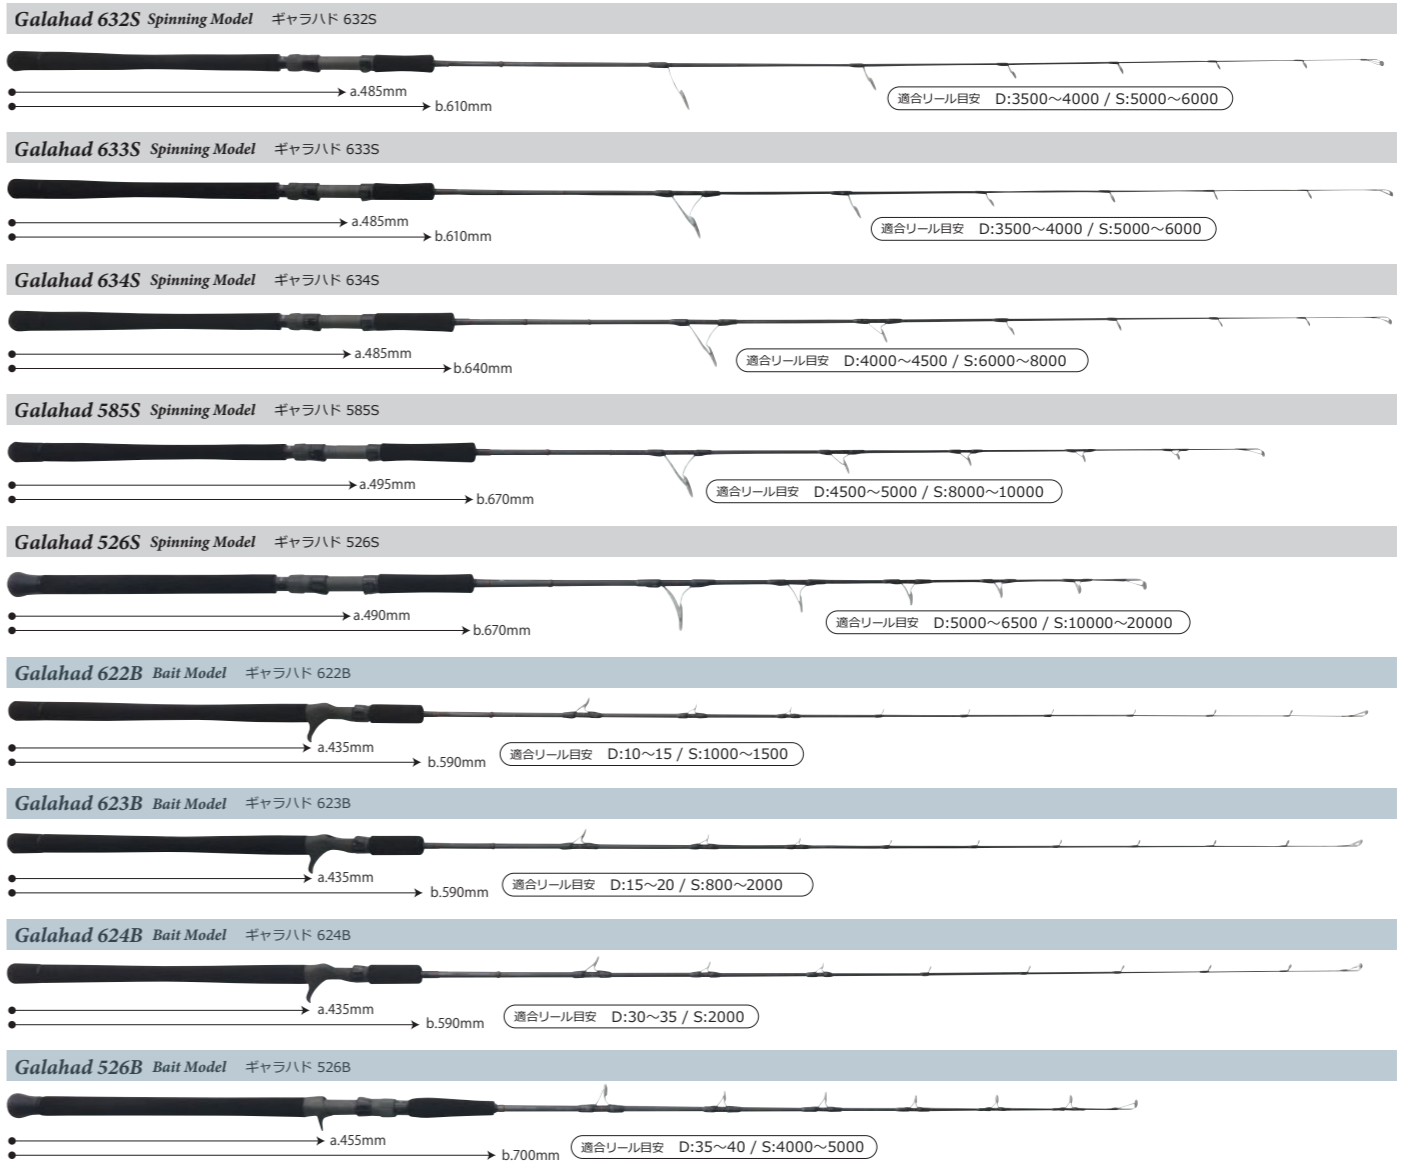 Galahad 632S Spinning Model ギャラハド 632S
a.485mm
b.610mm
適合リール目安 D:3500～4000 / S:5000～6000
Galahad 633S Spinning Model ギャラハド 633S
a.485mm
b.610mm
適合リール目安 D:3500～4000 / S:5000～6000
Galahad 634S Spinning Model ギャラハド 634S
a.485mm
b.640mm
適合リール目安 D:4000～4500 / S:6000～8000
Galahad 585S Spinning Model ギャラハド 585S
a.495mm
b.670mm
適合リール目安 D:4500～5000 / S:8000～10000
Galahad 526S Spinning Model ギャラハド 526S
a.490mm
b.670mm
適合リール目安 D:5000～6500 / S:10000～20000
Galahad 622B Bait Model ギャラハド 622B
a.435mm
b.590mm
適合リール目安 D:10～15 / S:1000～1500
Galahad 623B Bait Model ギャラハド 623B
a.435mm
b.590mm
適合リール目安 D:15～20 / S:800～2000
Galahad 624B Bait Model ギャラハド 624B
a.435mm
b.590mm
適合リール目安 D:30～35 / S:2000
Galahad 526B Bait Model ギャラハド 526B
a.455mm
b.700mm
適合リール目安 D:35～40 / S:4000～5000